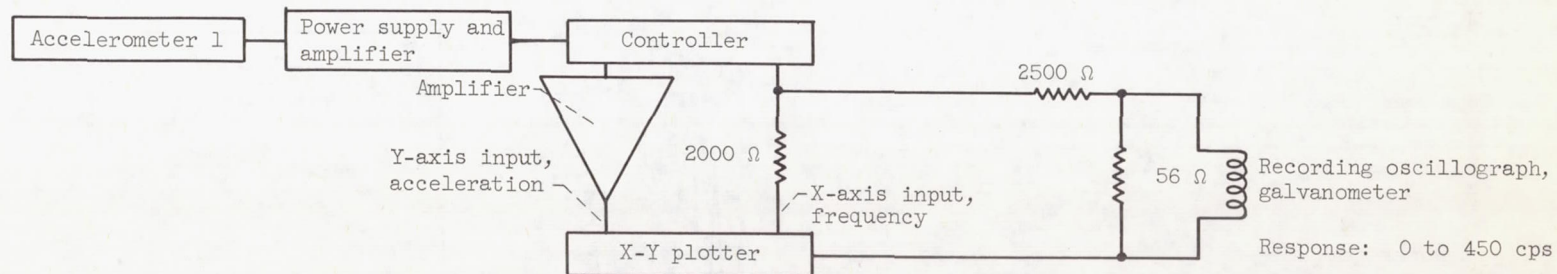 Accelerometer 1
Power supply and
amplifier
Controller
Amplifier
2500 Ω
2000 Ω
Y-axis input,
acceleration
X-axis input,
frequency
56 Ω
Recording oscillograph,
galvanometer
Response: 0 to 450 cps
X-Y plotter